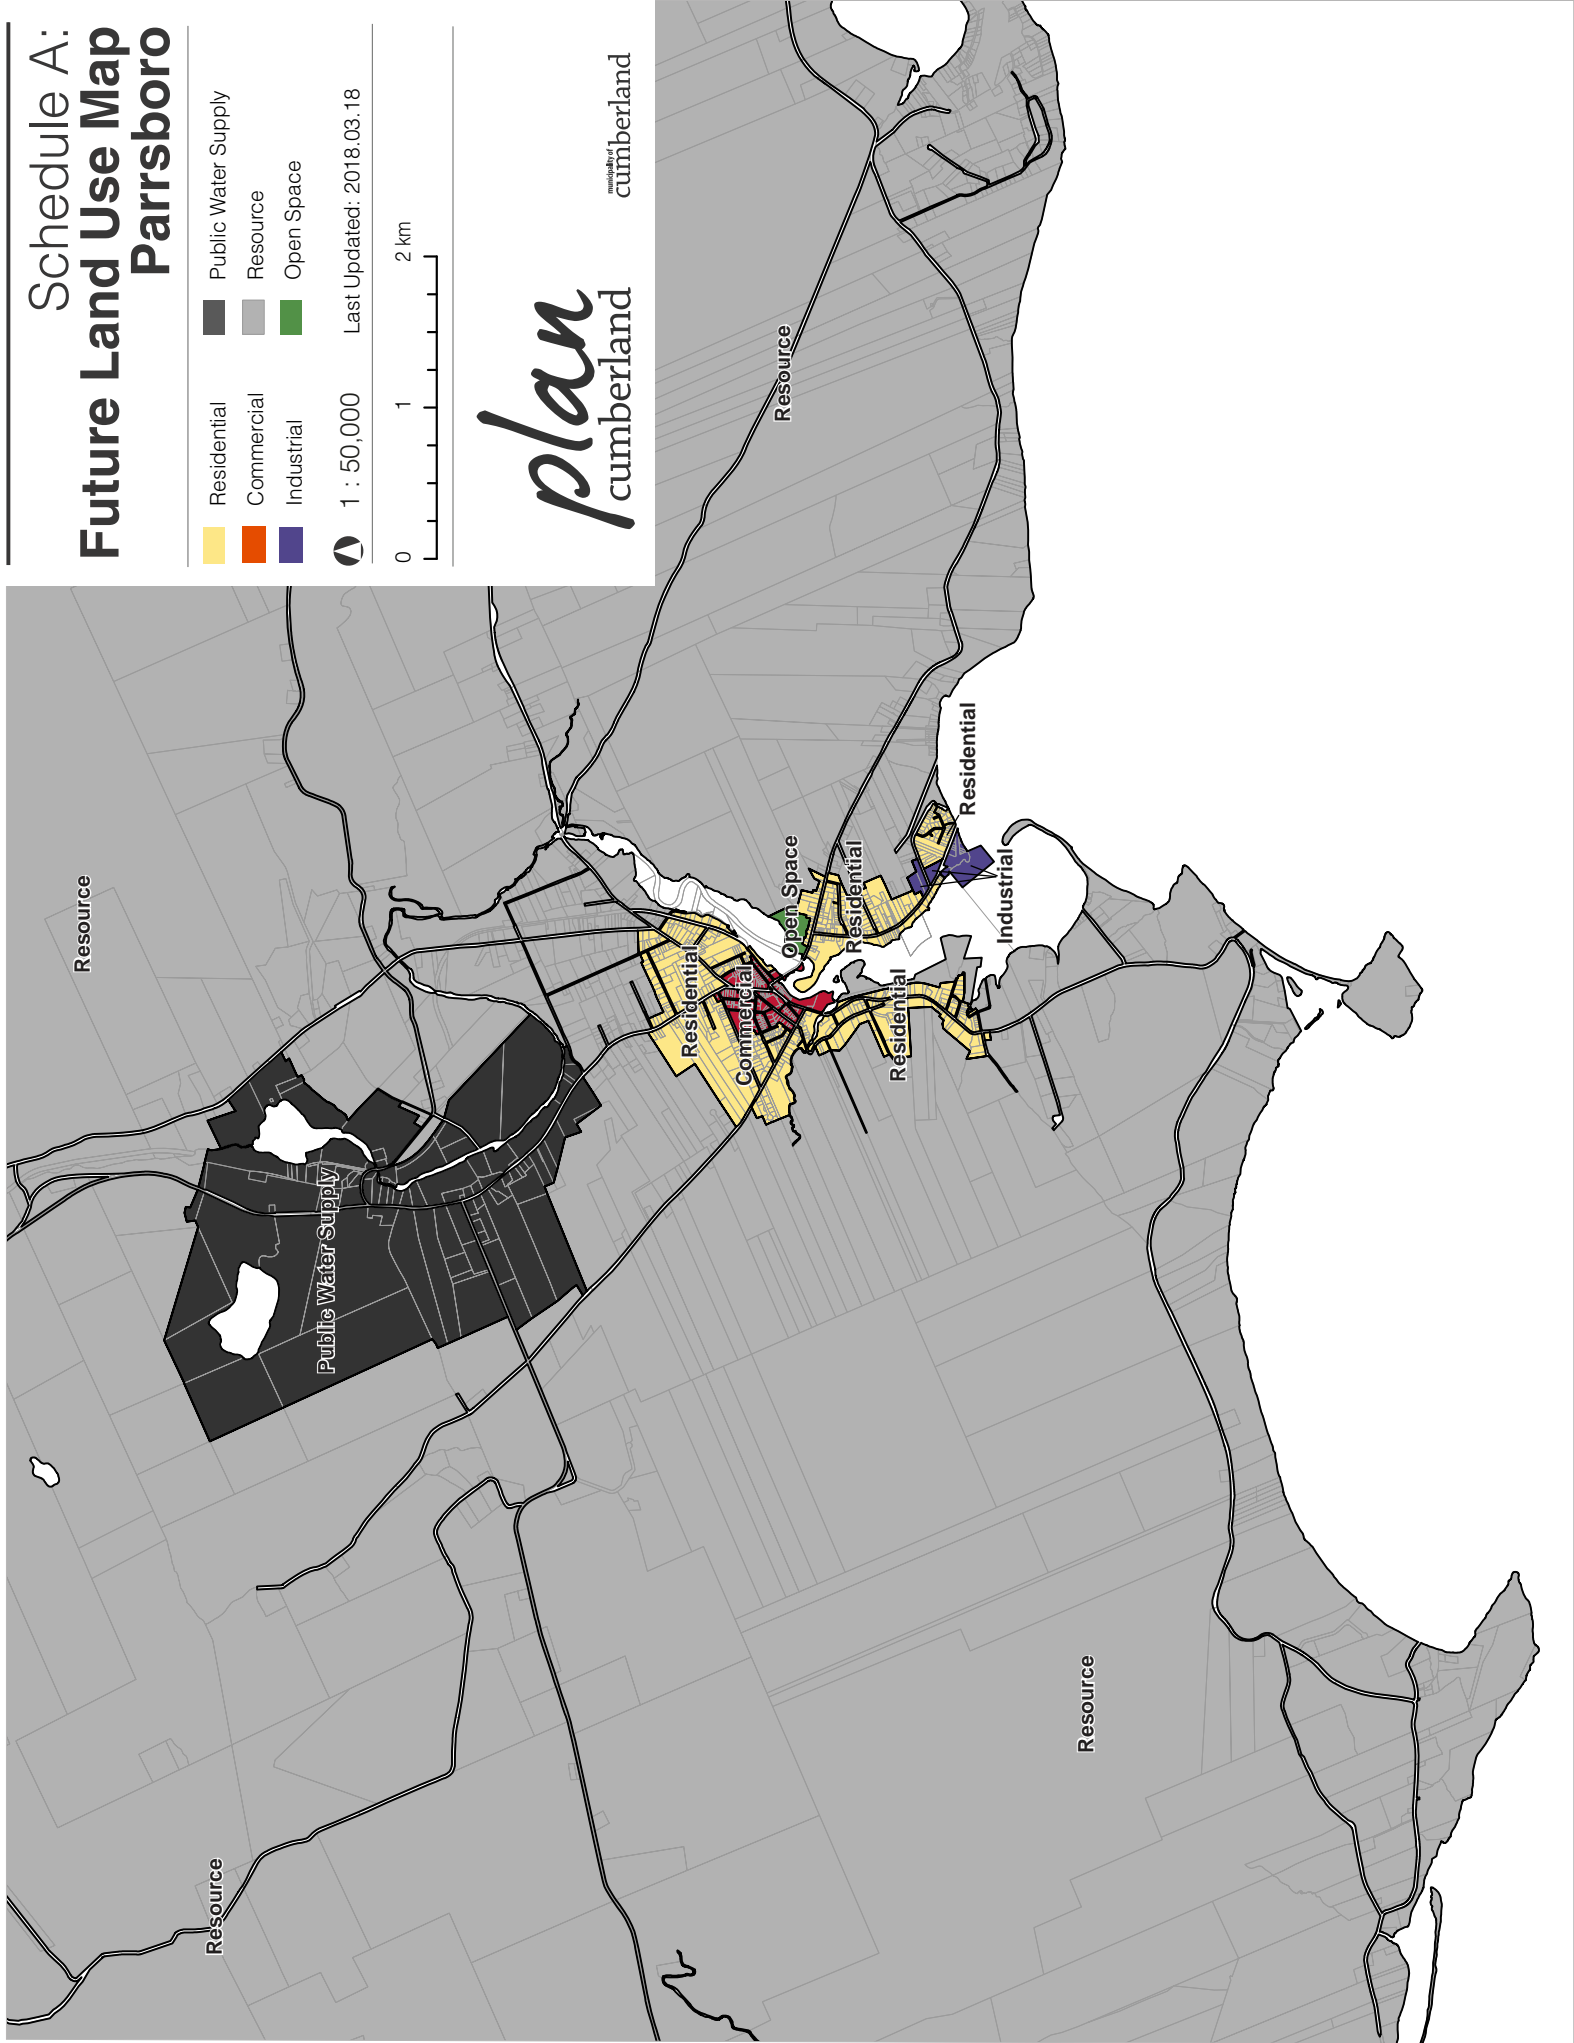 Schedule A:
Future Land Use Map
Parrsboro
Residential
Commercial
Industrial
Public Water Supply
Resource
Open Space
1 : 50,000
Last Updated: 2018.03.18
0 1 2 km
plan
cumberland
municipality of
cumberland
Resource
Resource
Public Water Supply
Residential
Commercial
Open Space
Residential
Residential
Residential
Industrial
Resource
Resource